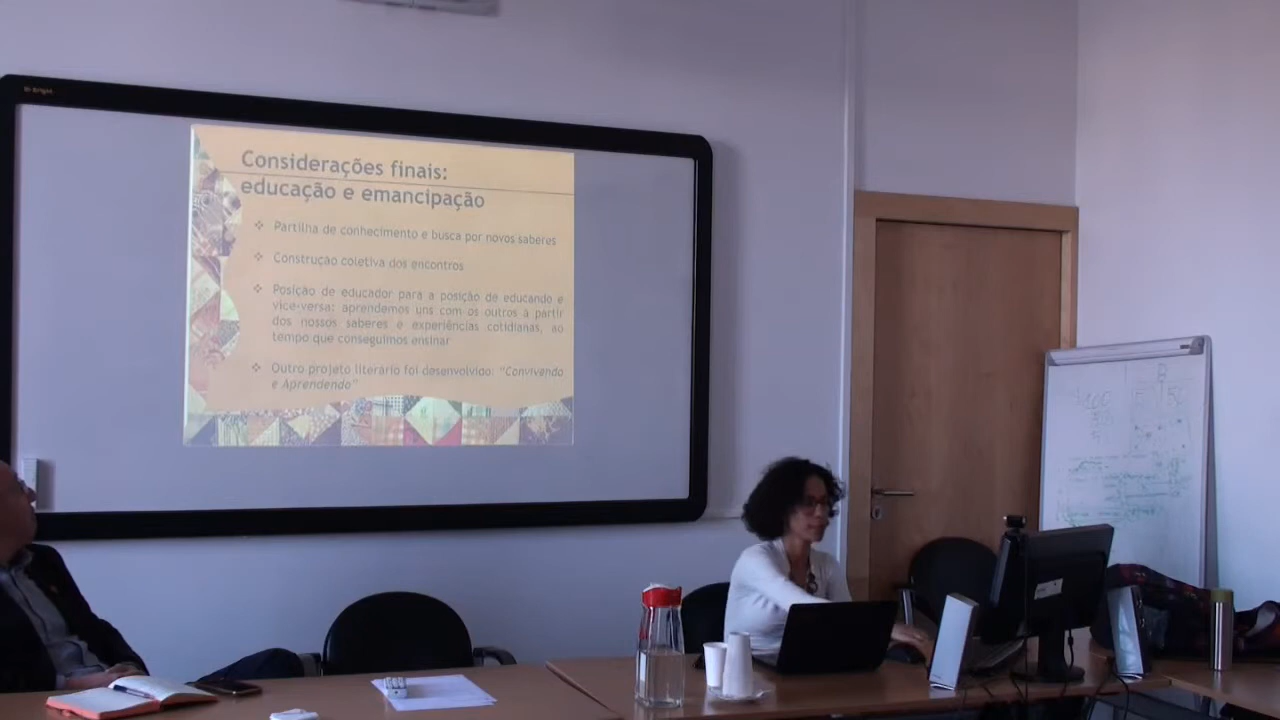 Considerações finais:
educação e emancipação
Partilha de conhecimento e busca por novos saberes
Construção coletiva dos encontros
Posição de educador para a posição de educando e
vice-versa: aprendemos uns com os outros a partir
dos nossos saberes e experiências cotidianas, ao
tempo que conseguimos ensinar
Outro projeto literário foi desenvolvido: "Convivendo
e Aprendendo"